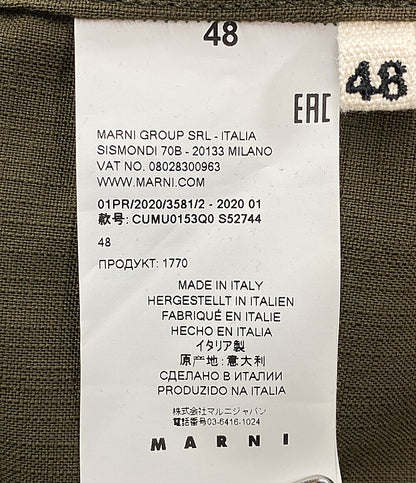 48
48
EAC
MARNI GROUP SRL - ITALIA
SISMONDI 70B - 20133 MILANO
VAT NO. 08028300963
WWW.MARNI.COM
01PR/2020/3581/2 - 2020 01
款号: CUMU0153Q0 S52744
48
ПРОДУКТ: 1770
MADE IN ITALY
HERGESTELLT IN ITALIEN
FABRIQUÉ EN ITALIE
HECHO EN ITALIA
イタリア製
原产地: 意大利
СДЕЛАНО В ИТАЛИИ
PRODUZIDO NA ITALIA
株式会社マルニジャパン
電話番号03-6416-1024
MARNI